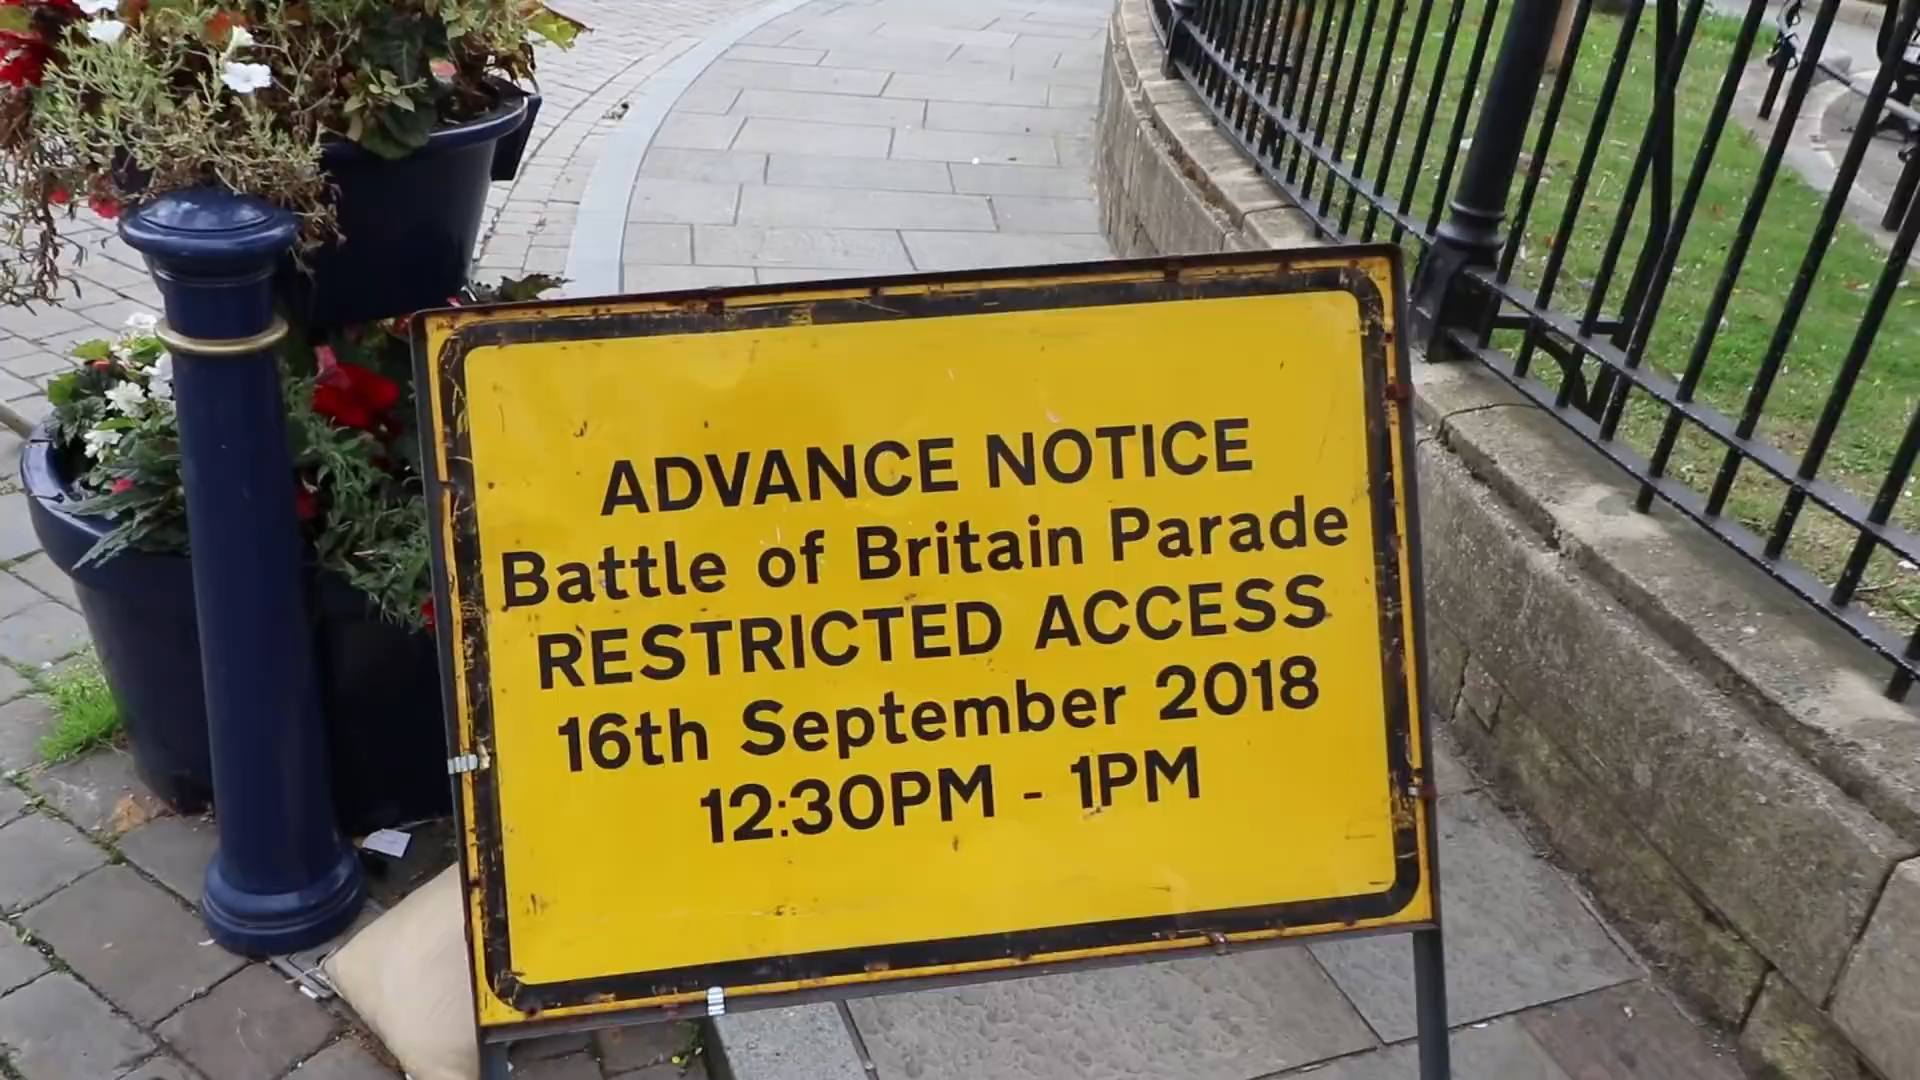 ADVANCE NOTICE
Battle of Britain Parade
RESTRICTED ACCESS
16th September 2018
12:30PM - 1PM